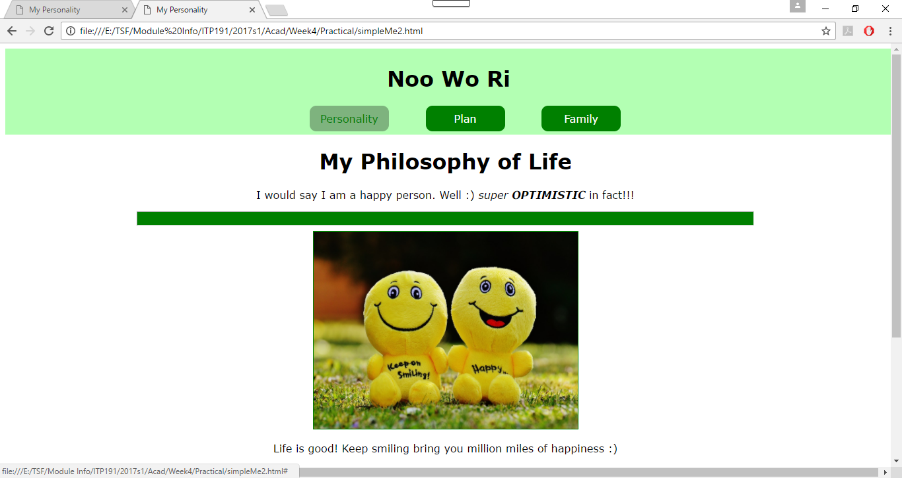 My Personality
My Personality
file:///E:/TSF/Module%20Info/ITP191/2017s1/Acad/Week4/Practical/simpleMe2.html
Noo Wo Ri
Personality Plan Family
My Philosophy of Life
I would say I am a happy person. Well :) super OPTIMISTIC in fact!!!
Keep on Smiling!
Happy...
Life is good! Keep smiling bring you million miles of happiness :)
file:///E:/TSF/Module Info/ITP191/2017s1/Acad/Week4/Practical/simpleMe2.html#